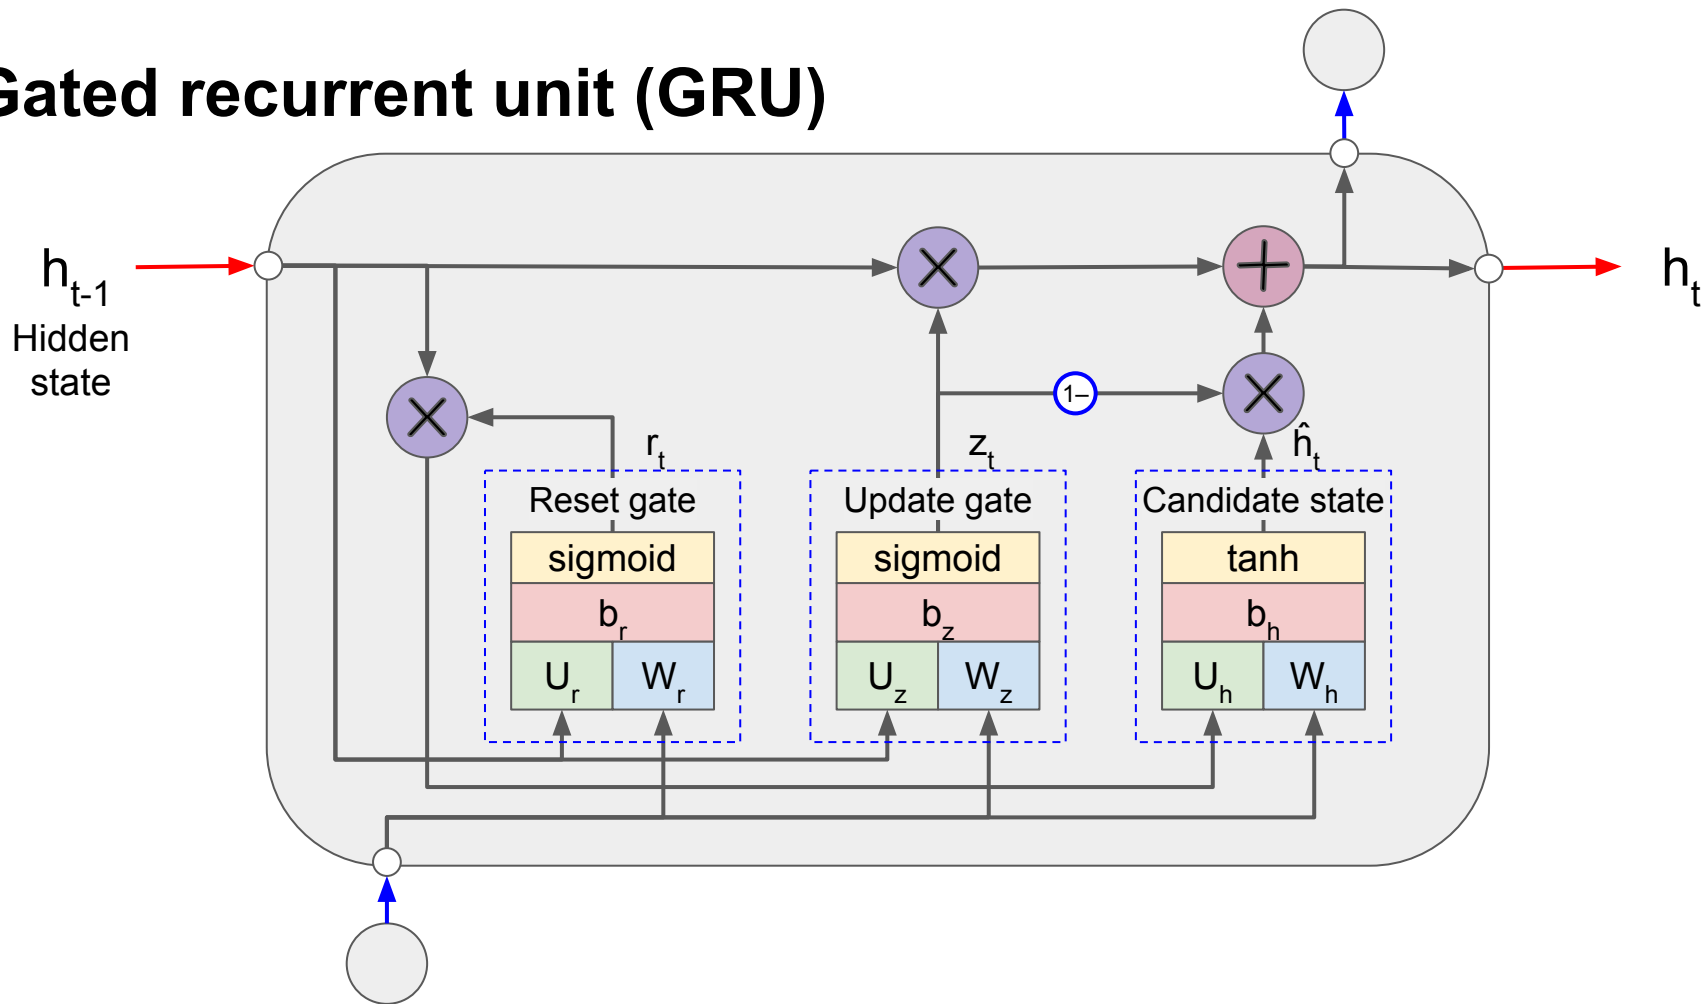 Gated recurrent unit (GRU)
h_t-1
Hidden
state
h_t
1–
r_t
z_t
ĥ_t
Reset gate
Update gate
Candidate state
sigmoid
sigmoid
tanh
b_r
b_z
b_h
U_r W_r
U_z W_z
U_h W_h